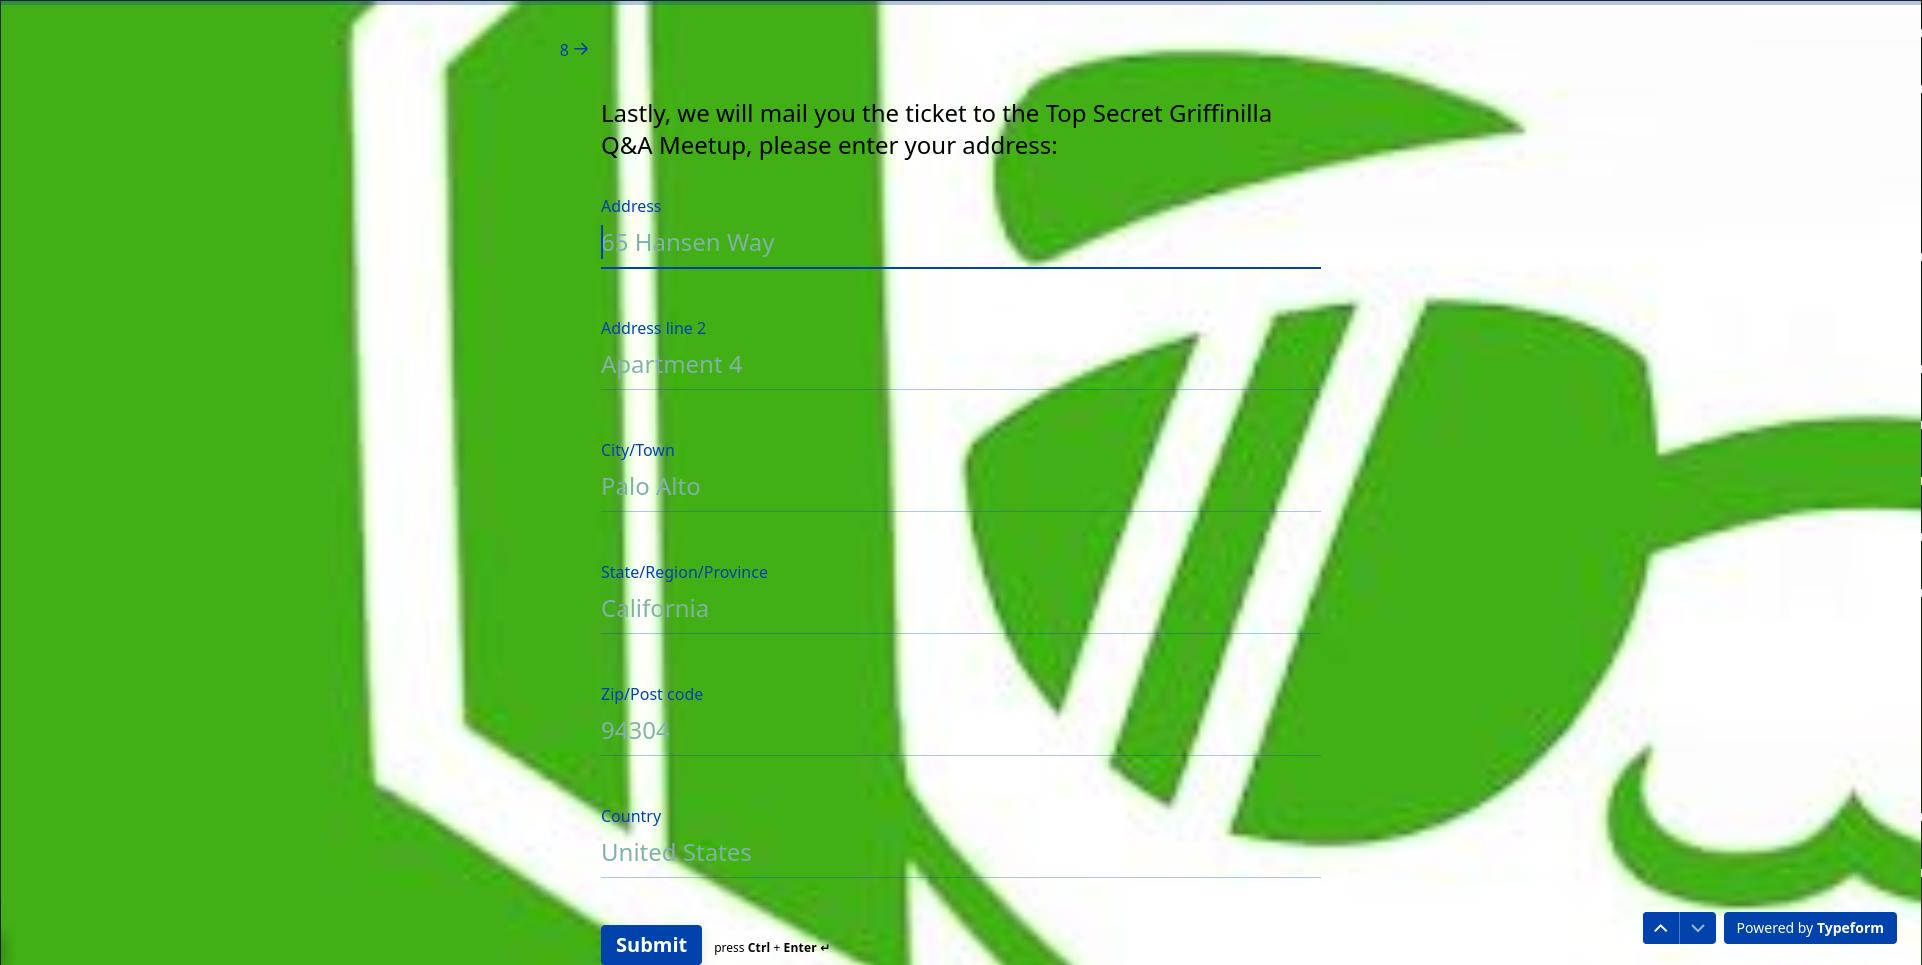 8→
Lastly, we will mail you the ticket to the Top Secret Griffinilla
Q&A Meetup, please enter your address:
Address
65 Hansen Way
Address line 2
Apartment 4
City/Town
Palo Alto
State/Region/Province
California
Zip/Post code
94304
Country
United States
Submit press Ctrl + Enter ↵
Powered by Typeform